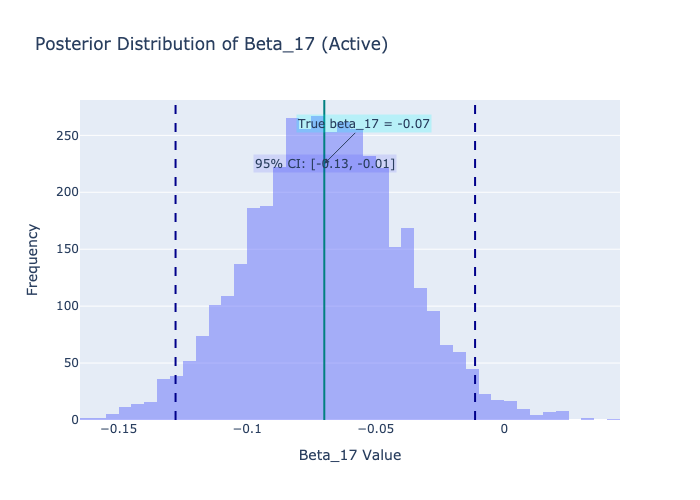 Posterior Distribution of Beta_17 (Active)
True beta_17 = -0.07
95% CI: [-0.13, -0.01]
Frequency
250
200
150
100
50
0
−0.15
−0.1
−0.05
0
Beta_17 Value